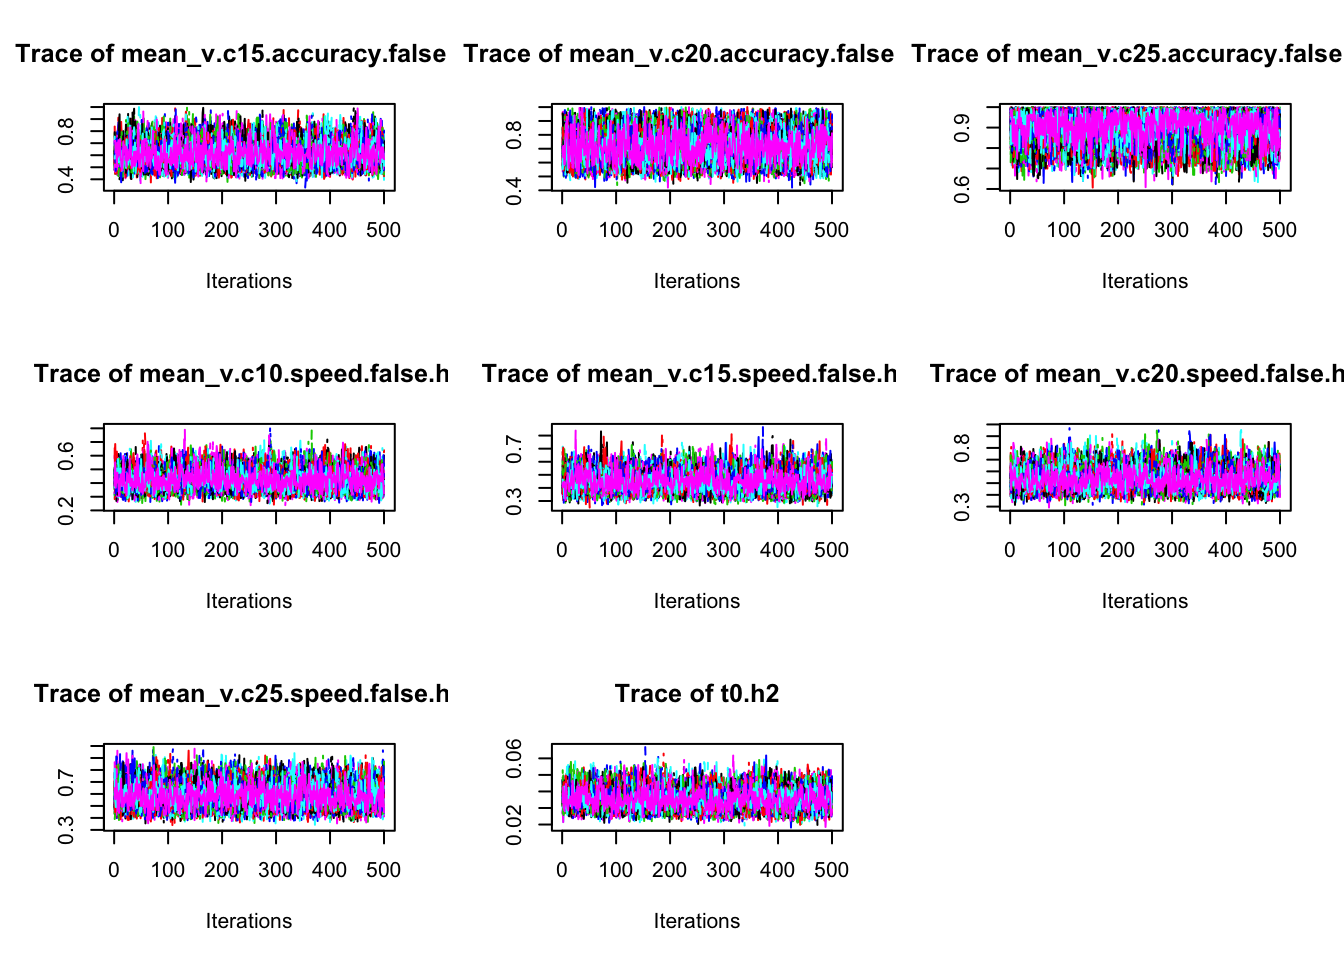 Trace of mean_v.c15.accuracy.false
0.4 0.8
0 100 200 300 400 500
Iterations
Trace of mean_v.c20.accuracy.false
0.4 0.8
0 100 200 300 400 500
Iterations
Trace of mean_v.c25.accuracy.false
0.6 0.9
0 100 200 300 400 500
Iterations
Trace of mean_v.c10.speed.false.h
0.2 0.6
0 100 200 300 400 500
Iterations
Trace of mean_v.c15.speed.false.h
0.3 0.7
0 100 200 300 400 500
Iterations
Trace of mean_v.c20.speed.false.h
0.3 0.8
0 100 200 300 400 500
Iterations
Trace of mean_v.c25.speed.false.h
0.3 0.7
0 100 200 300 400 500
Iterations
Trace of t0.h2
0.02 0.06
0 100 200 300 400 500
Iterations